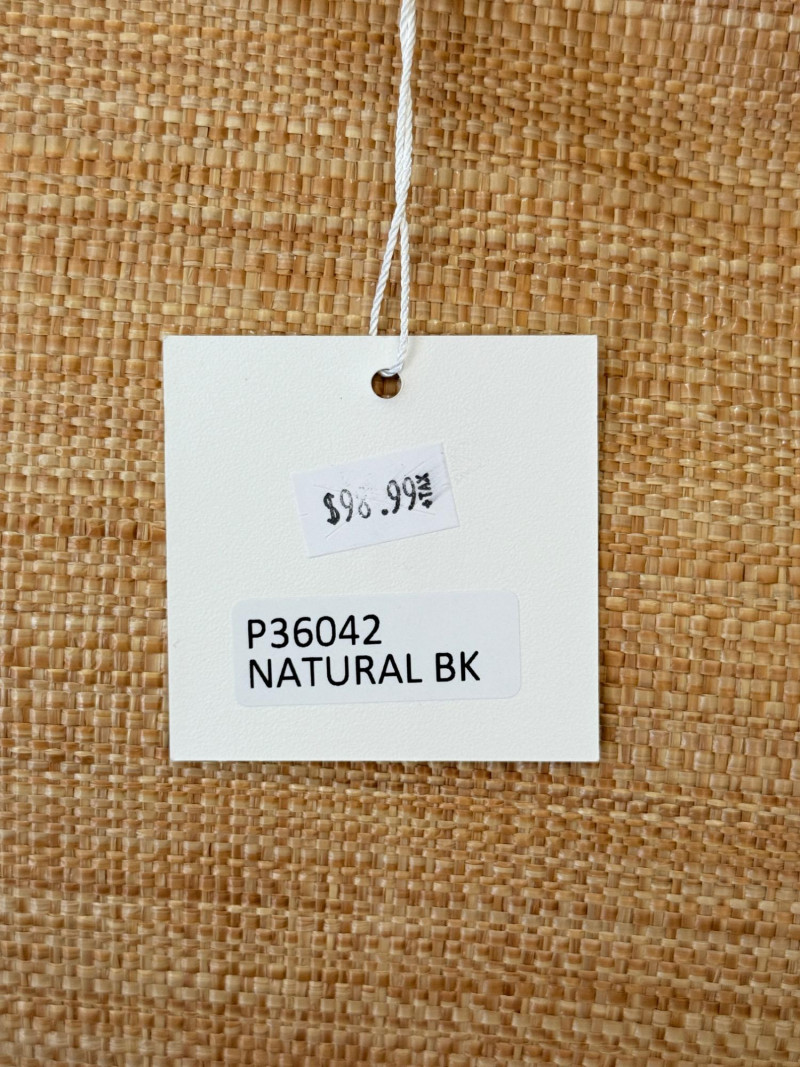 $98.99 +TAX
P36042
NATURAL BK